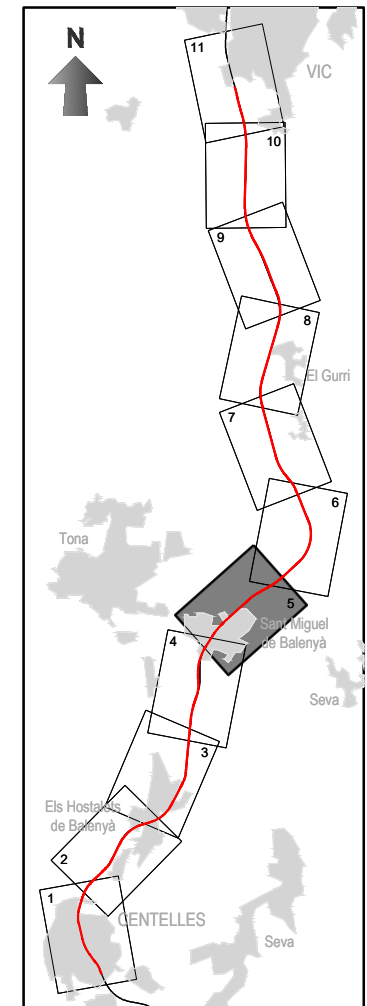 N
11
VIC
10
9
8
El Gurri
7
6
Tona
5
Sant Miguel
de Balenyà
4
Seva
3
Els Hostalets
de Balenyà
2
1
CENTELLES
Seva